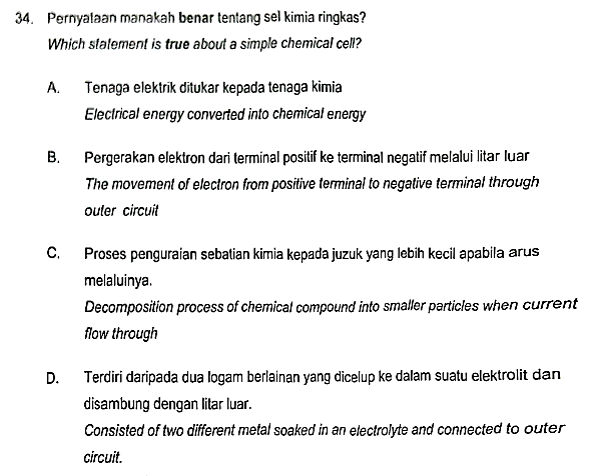 34. Pernyataan manakah benar tentang sel kimia ringkas?
Which statement is true about a simple chemical cell?
A. Tenaga elektrik ditukar kepada tenaga kimia
Electrical energy converted into chemical energy
B. Pergerakan elektron dari terminal positif ke terminal negatif melalui litar luar
The movement of electron from positive terminal to negative terminal through
outer circuit
C. Proses penguraian sebatian kimia kepada juzuk yang lebih kecil apabila arus
melaluinya.
Decomposition process of chemical compound into smaller particles when current
flow through
D. Terdiri daripada dua logam berlainan yang dicelup ke dalam suatu elektrolit dan
disambung dengan litar luar.
Consisted of two different metal soaked in an electrolyte and connected to outer
circuit.